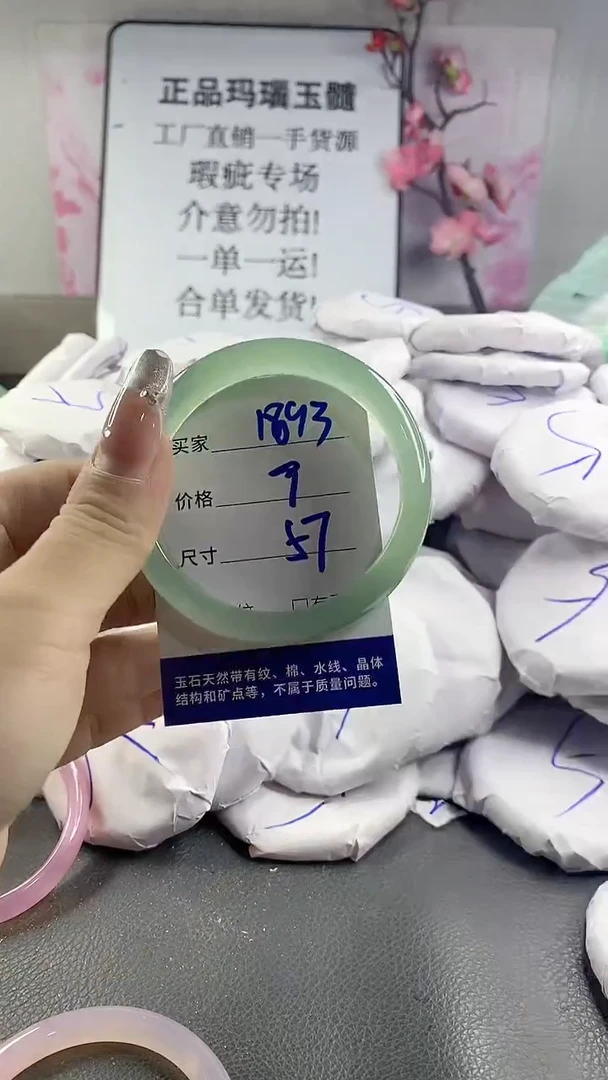 正品玛瑙玉髓
工厂直销一手货源
瑕疵专场
介意勿拍!
一单一运!
合单发货!
买家 1893
价格 9
尺寸 57
玉石天然带有纹、棉、水线、晶体
结构和矿点等，不属于质量问题。